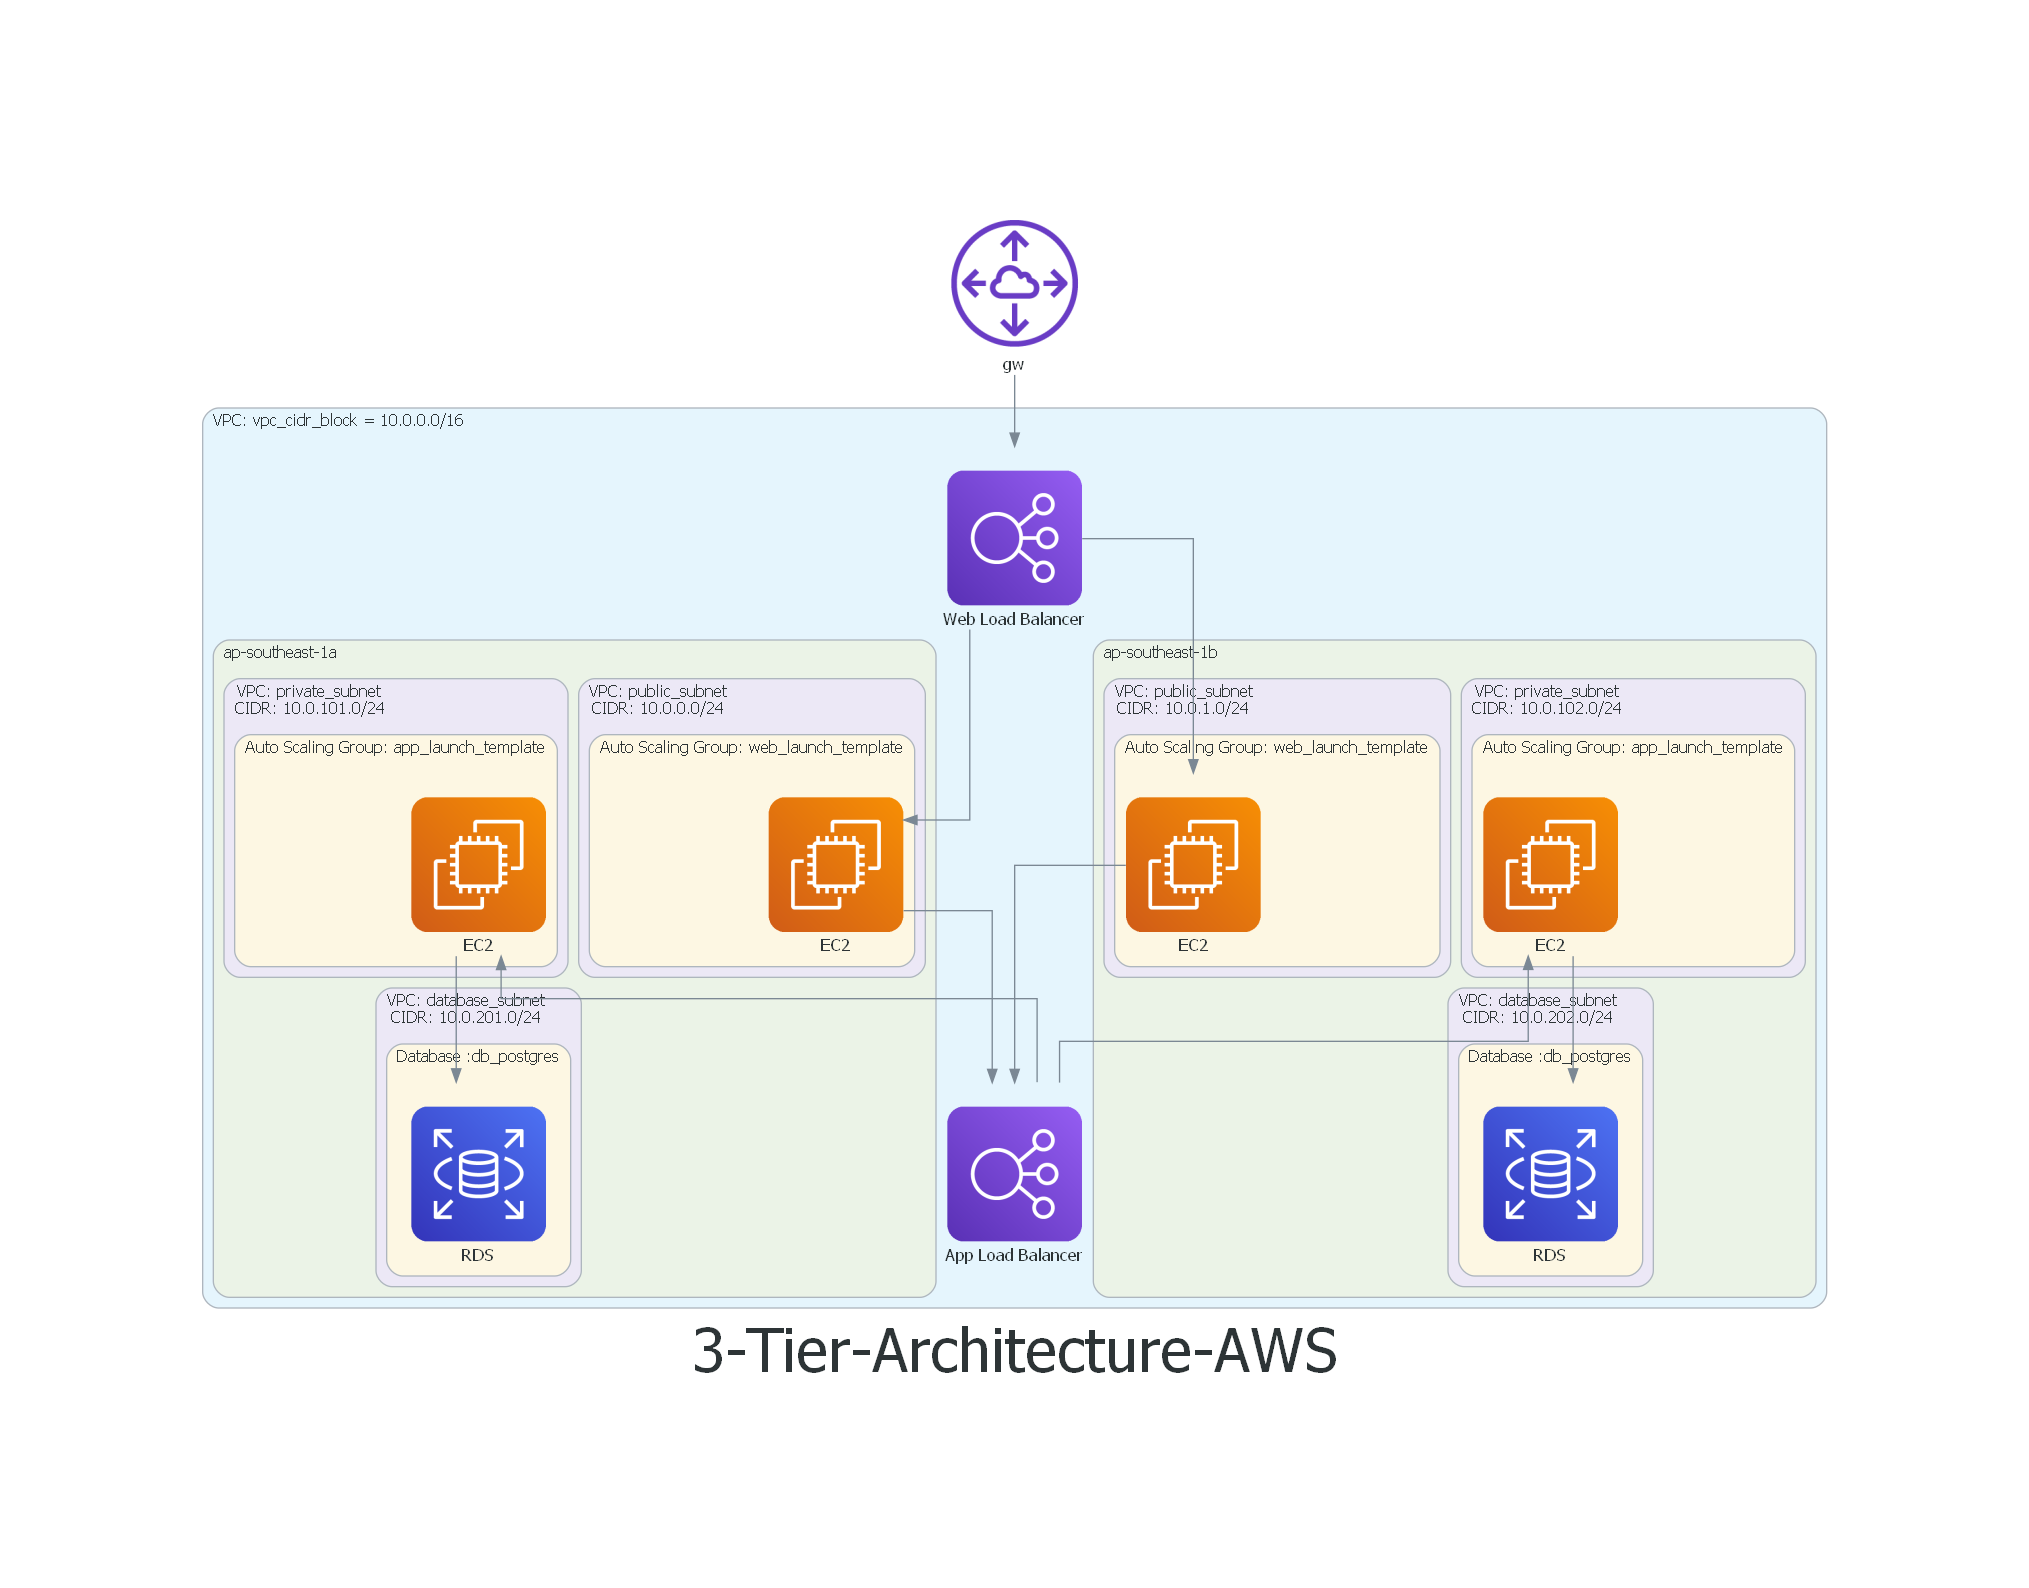 gw
VPC: vpc_cidr_block = 10.0.0.0/16
Web Load Balancer
ap-southeast-1a
VPC: private_subnet
CIDR: 10.0.101.0/24
Auto Scaling Group: app_launch_template
EC2
VPC: public_subnet
CIDR: 10.0.0.0/24
Auto Scaling Group: web_launch_template
EC2
VPC: database_subnet
CIDR: 10.0.201.0/24
Database :db_postgres
RDS
App Load Balancer
ap-southeast-1b
VPC: public_subnet
CIDR: 10.0.1.0/24
Auto Scaling Group: web_launch_template
EC2
VPC: private_subnet
CIDR: 10.0.102.0/24
Auto Scaling Group: app_launch_template
EC2
VPC: database_subnet
CIDR: 10.0.202.0/24
Database :db_postgres
RDS
3-Tier-Architecture-AWS